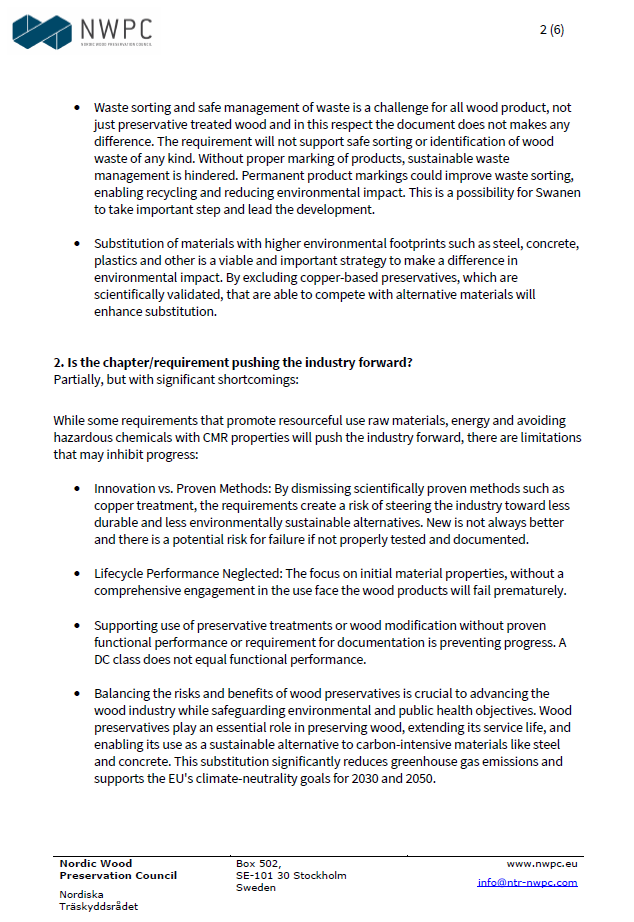 NWPC
NORDIC WOOD PRESERVATION COUNCIL
2 (6)
• Waste sorting and safe management of waste is a challenge for all wood product, not
just preservative treated wood and in this respect the document does not makes any
difference. The requirement will not support safe sorting or identification of wood
waste of any kind. Without proper marking of products, sustainable waste
management is hindered. Permanent product markings could improve waste sorting,
enabling recycling and reducing environmental impact. This is a possibility for Swanen
to take important step and lead the development.
• Substitution of materials with higher environmental footprints such as steel, concrete,
plastics and other is a viable and important strategy to make a difference in
environmental impact. By excluding copper-based preservatives, which are
scientifically validated, that are able to compete with alternative materials will
enhance substitution.
2. Is the chapter/requirement pushing the industry forward?
Partially, but with significant shortcomings:
While some requirements that promote resourceful use raw materials, energy and avoiding
hazardous chemicals with CMR properties will push the industry forward, there are limitations
that may inhibit progress:
• Innovation vs. Proven Methods: By dismissing scientifically proven methods such as
copper treatment, the requirements create a risk of steering the industry toward less
durable and less environmentally sustainable alternatives. New is not always better
and there is a potential risk for failure if not properly tested and documented.
• Lifecycle Performance Neglected: The focus on initial material properties, without a
comprehensive engagement in the use face the wood products will fail prematurely.
• Supporting use of preservative treatments or wood modification without proven
functional performance or requirement for documentation is preventing progress. A
DC class does not equal functional performance.
• Balancing the risks and benefits of wood preservatives is crucial to advancing the
wood industry while safeguarding environmental and public health objectives. Wood
preservatives play an essential role in preserving wood, extending its service life, and
enabling its use as a sustainable alternative to carbon-intensive materials like steel
and concrete. This substitution significantly reduces greenhouse gas emissions and
supports the EU's climate-neutrality goals for 2030 and 2050.
Nordic Wood
Preservation Council
Nordiska
Träskyddsrådet
Box 502,
SE-101 30 Stockholm
Sweden
www.nwpc.eu
info@ntr-nwpc.com